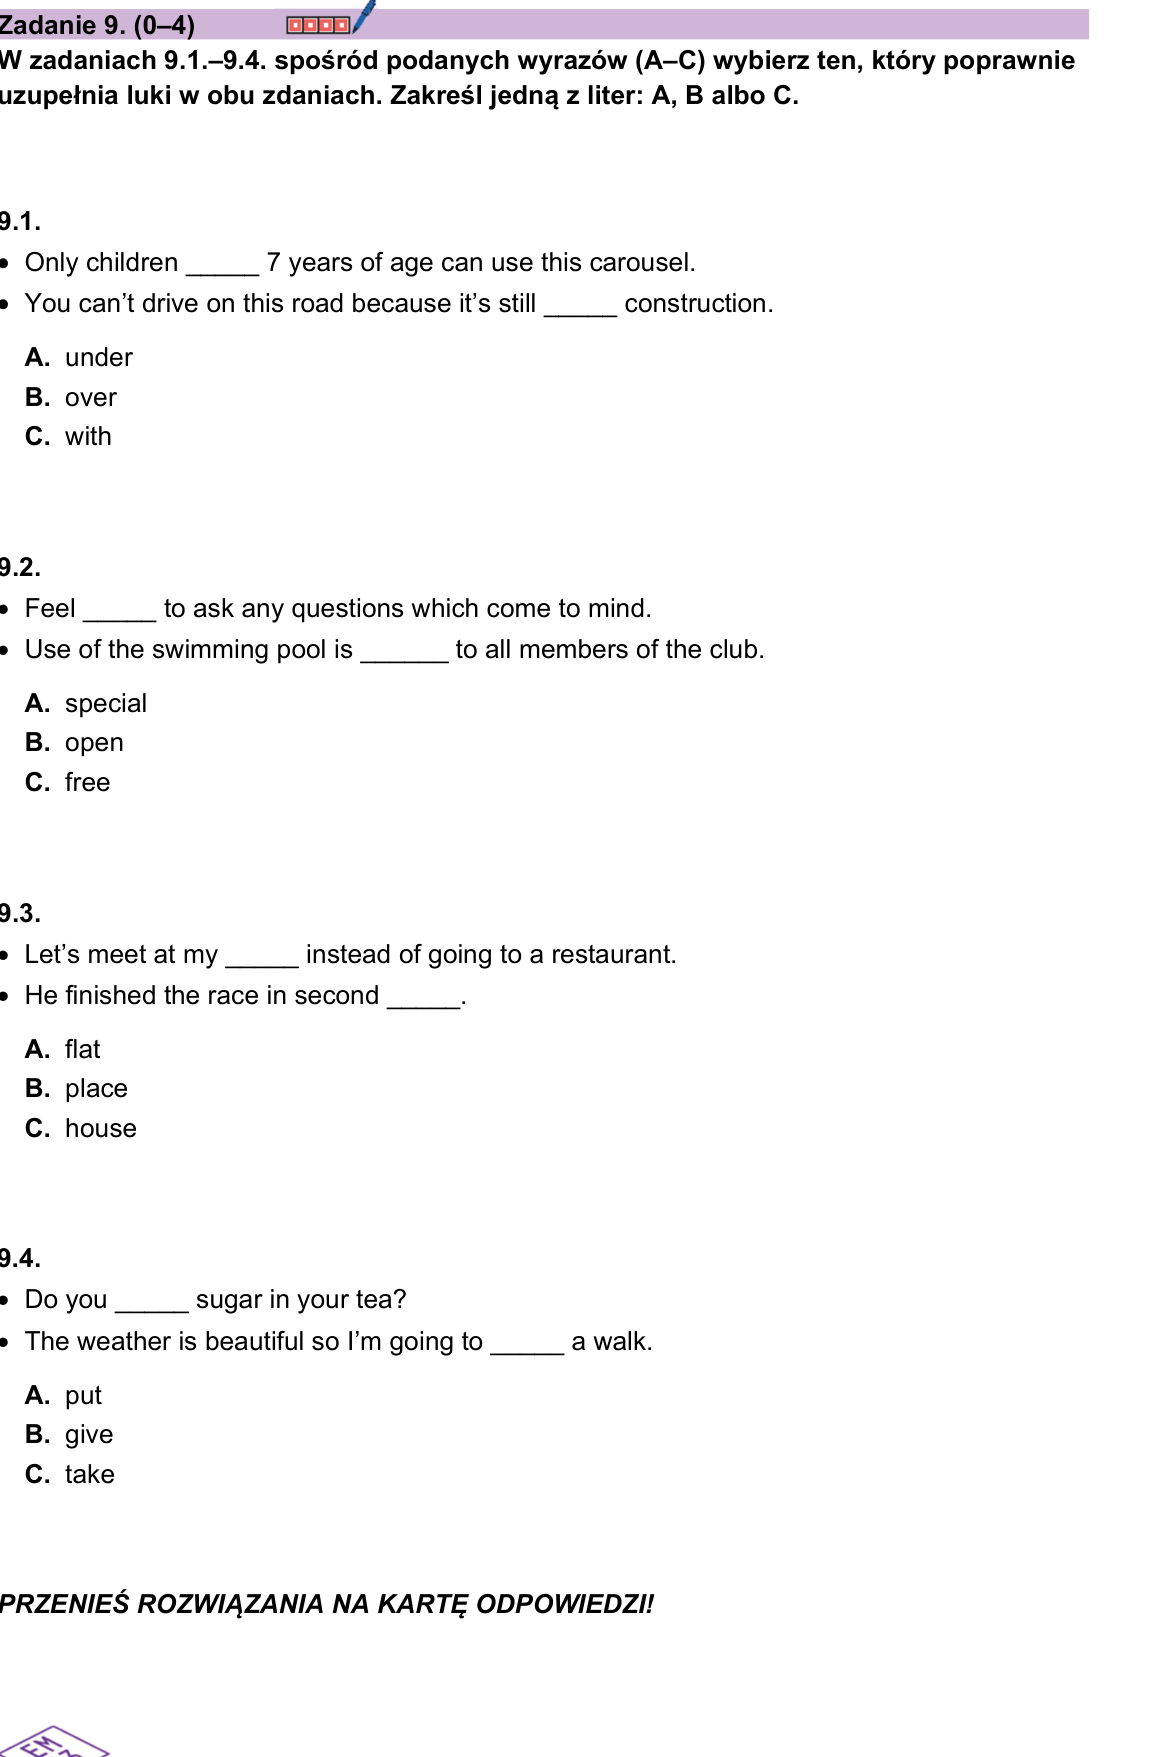 Zadanie 9. (0–4)
W zadaniach 9.1.–9.4. spośród podanych wyrazów (A–C) wybierz ten, który poprawnie
uzupełnia luki w obu zdaniach. Zakreśl jedną z liter: A, B albo C.
9.1.
• Only children _____ 7 years of age can use this carousel.
• You can’t drive on this road because it’s still _____ construction.
A. under
B. over
C. with
9.2.
• Feel _____ to ask any questions which come to mind.
• Use of the swimming pool is ______ to all members of the club.
A. special
B. open
C. free
9.3.
• Let’s meet at my _____ instead of going to a restaurant.
• He finished the race in second _____.
A. flat
B. place
C. house
9.4.
• Do you _____ sugar in your tea?
• The weather is beautiful so I’m going to _____ a walk.
A. put
B. give
C. take
PRZENIEŚ ROZWIĄZANIA NA KARTĘ ODPOWIEDZI!